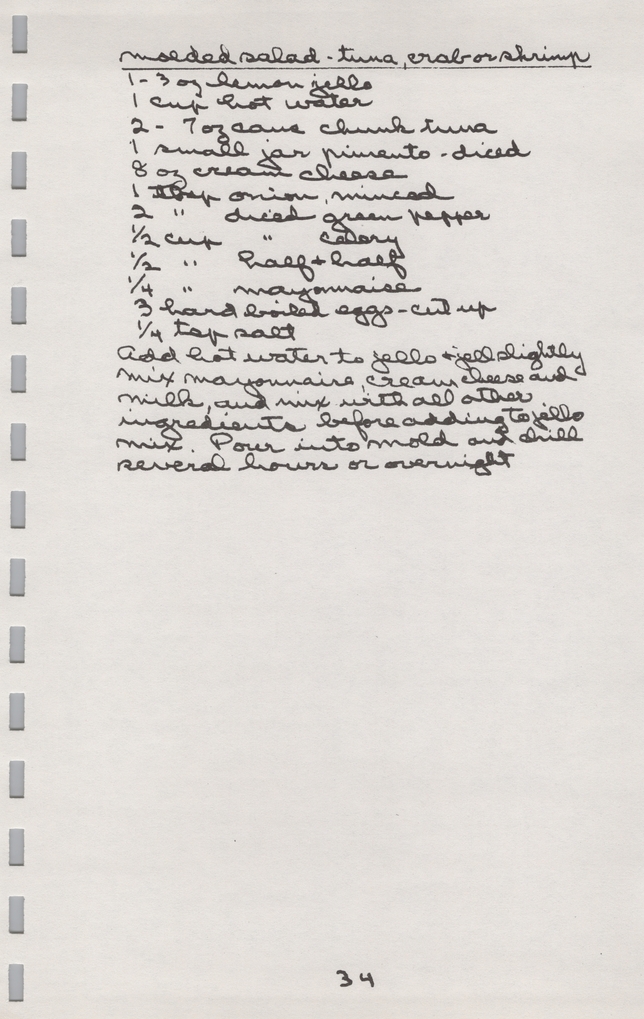 molded salad - tuna, crab or shrimp
1 - 3 oz lemon jello
1 cup hot water
2 - 7 oz cans chunk tuna
1 small jar pimento - diced
8 oz cream cheese
1 tbsp onion, minced
2 " diced green pepper
1/2 cup " celery
1/2 " half + half
1/4 " mayonnaise
3 hard boiled eggs - cut up
1/4 tsp salt
Add hot water to jello + jell slightly
mix mayonnaire, cream cheese and
milk, and mix with all other
ingredients before adding to jello
mix. Pour into mold and chill
several hours or overnight
34